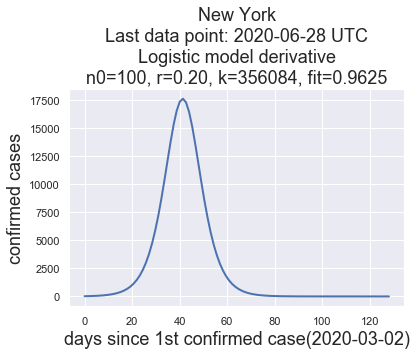 New York
Last data point: 2020-06-28 UTC
Logistic model derivative
n0=100, r=0.20, k=356084, fit=0.9625
17500
15000
12500
10000
7500
5000
2500
0
confirmed cases
0 20 40 60 80 100 120
days since 1st confirmed case(2020-03-02)